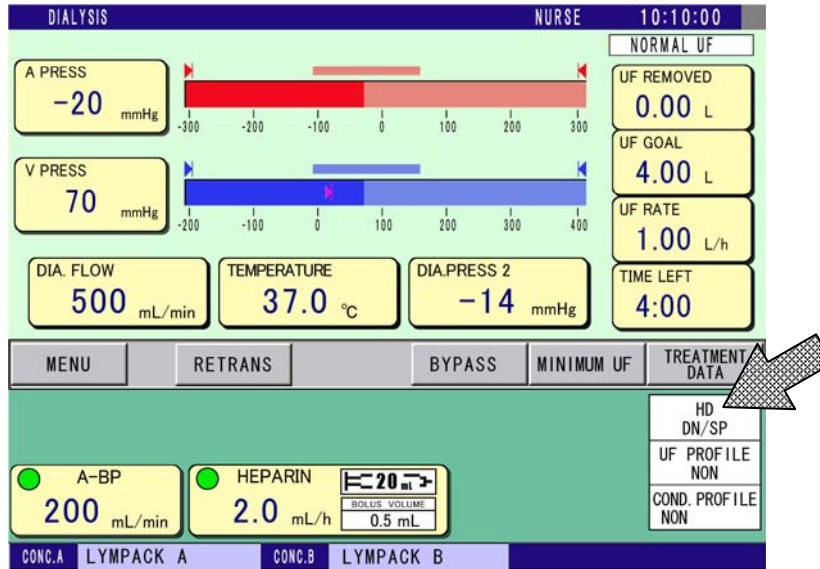 DIALYSIS NURSE 10:10:00
NORMAL UF
A PRESS
-20 mmHg
-300 -200 -100 0 100 200 300
UF REMOVED
0.00 L
UF GOAL
4.00 L
V PRESS
70 mmHg
-200 -100 0 100 200 300 400
UF RATE
1.00 L/h
DIA. FLOW
500 mL/min
TEMPERATURE
37.0 ℃
DIA.PRESS 2
-14 mmHg
TIME LEFT
4:00
MENU RETRANS BYPASS MINIMUM UF TREATMENT
DATA
HD
DN/SP
UF PROFILE
NON
COND.PROFILE
NON
A-BP
200 mL/min
HEPARIN
2.0 mL/h
20 mL
BOLUS VOLUME
0.5 mL
CONC.A LYMPACK A CONC.B LYMPACK B